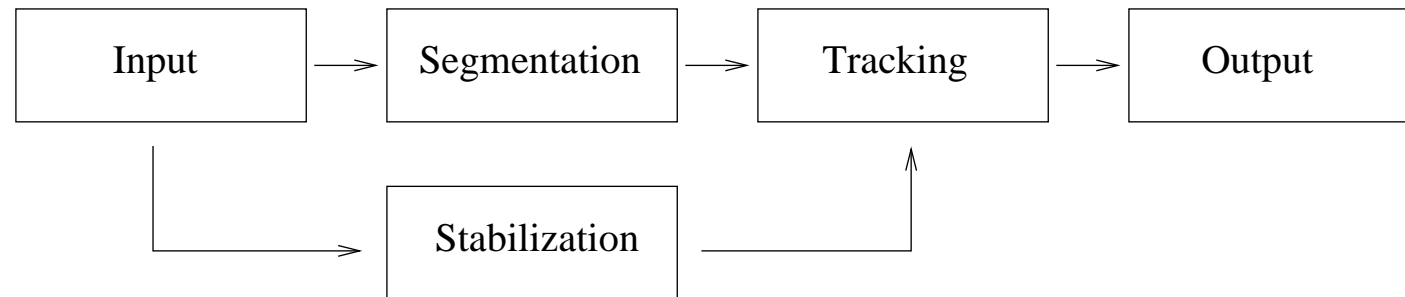 Input
Segmentation
Tracking
Output
Stabilization